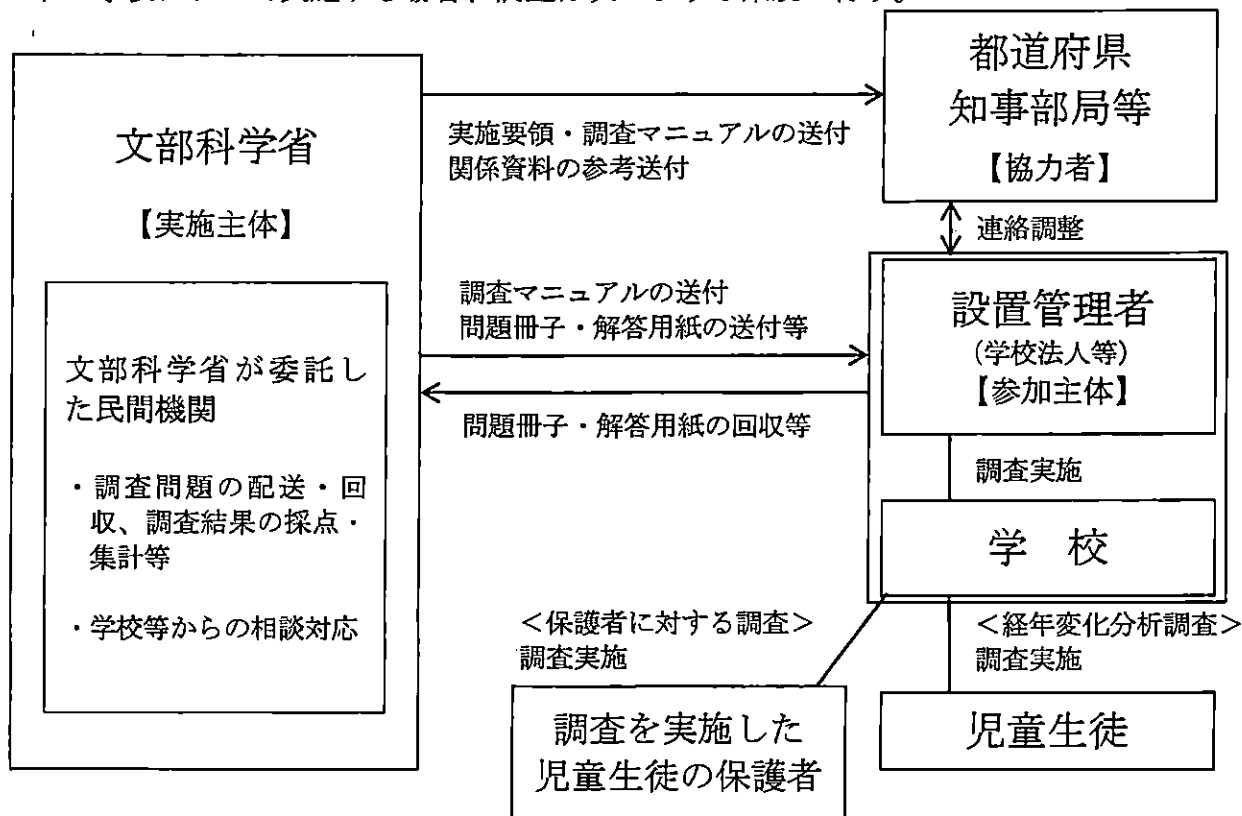 文部科学省
【実施主体】
文部科学省が委託し
た民間機関
・調査問題の配送・回
収、調査結果の採点・
集計等
・学校等からの相談対応
実施要領・調査マニュアルの送付
関係資料の参考送付
都道府県
知事部局等
【協力者】
連絡調整
調査マニュアルの送付
問題冊子・解答用紙の送付等
問題冊子・解答用紙の回収等
設置管理者
(学校法人等)
【参加主体】
調査実施
学　校
＜保護者に対する調査＞
調査実施
＜経年変化分析調査＞
調査実施
調査を実施した
児童生徒の保護者
児童生徒